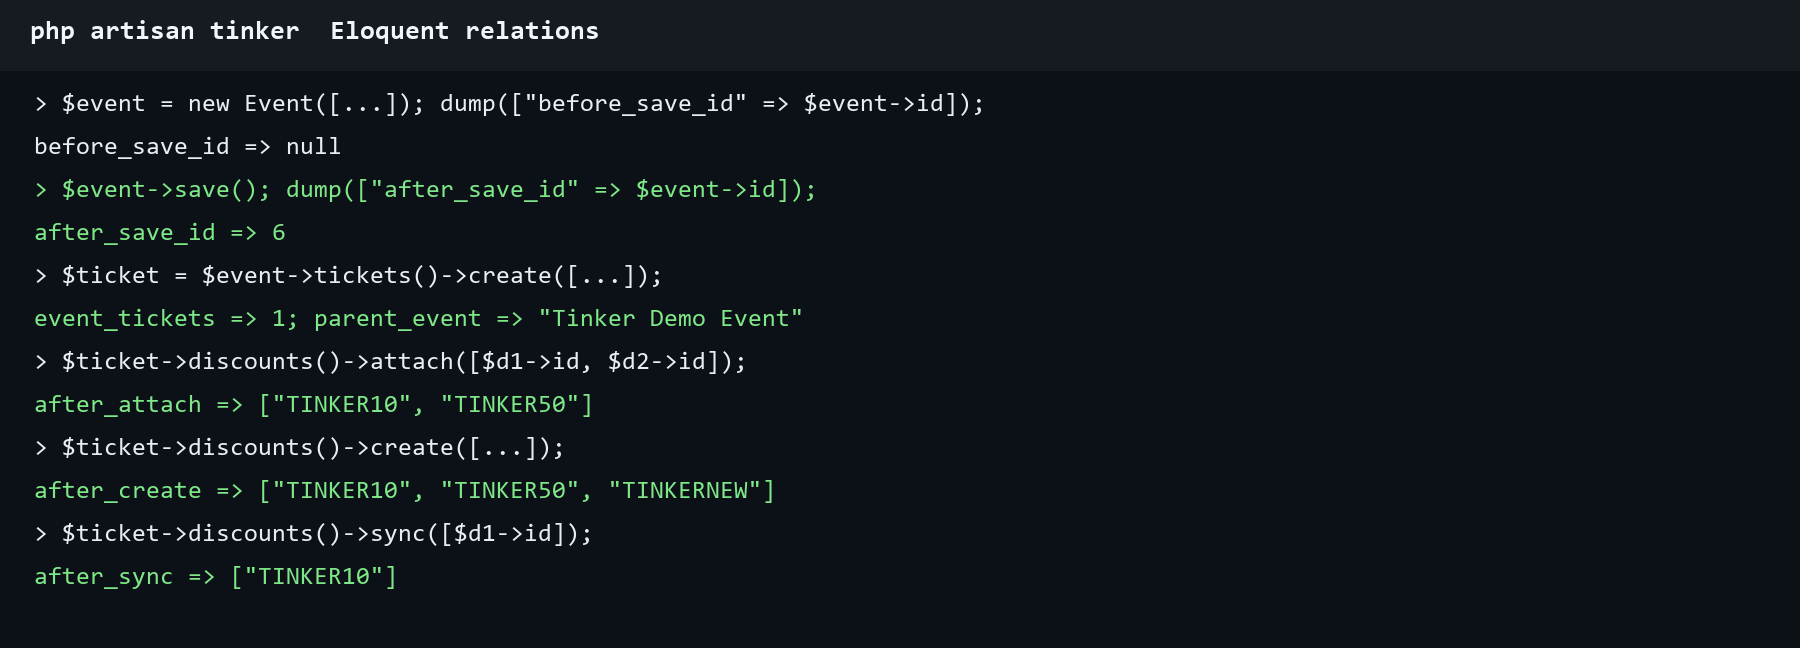 php artisan tinker  Eloquent relations
> $event = new Event([...]); dump(["before_save_id" => $event->id]);
before_save_id => null
> $event->save(); dump(["after_save_id" => $event->id]);
after_save_id => 6
> $ticket = $event->tickets()->create([...]);
event_tickets => 1; parent_event => "Tinker Demo Event"
> $ticket->discounts()->attach([$d1->id, $d2->id]);
after_attach => ["TINKER10", "TINKER50"]
> $ticket->discounts()->create([...]);
after_create => ["TINKER10", "TINKER50", "TINKERNEW"]
> $ticket->discounts()->sync([$d1->id]);
after_sync => ["TINKER10"]